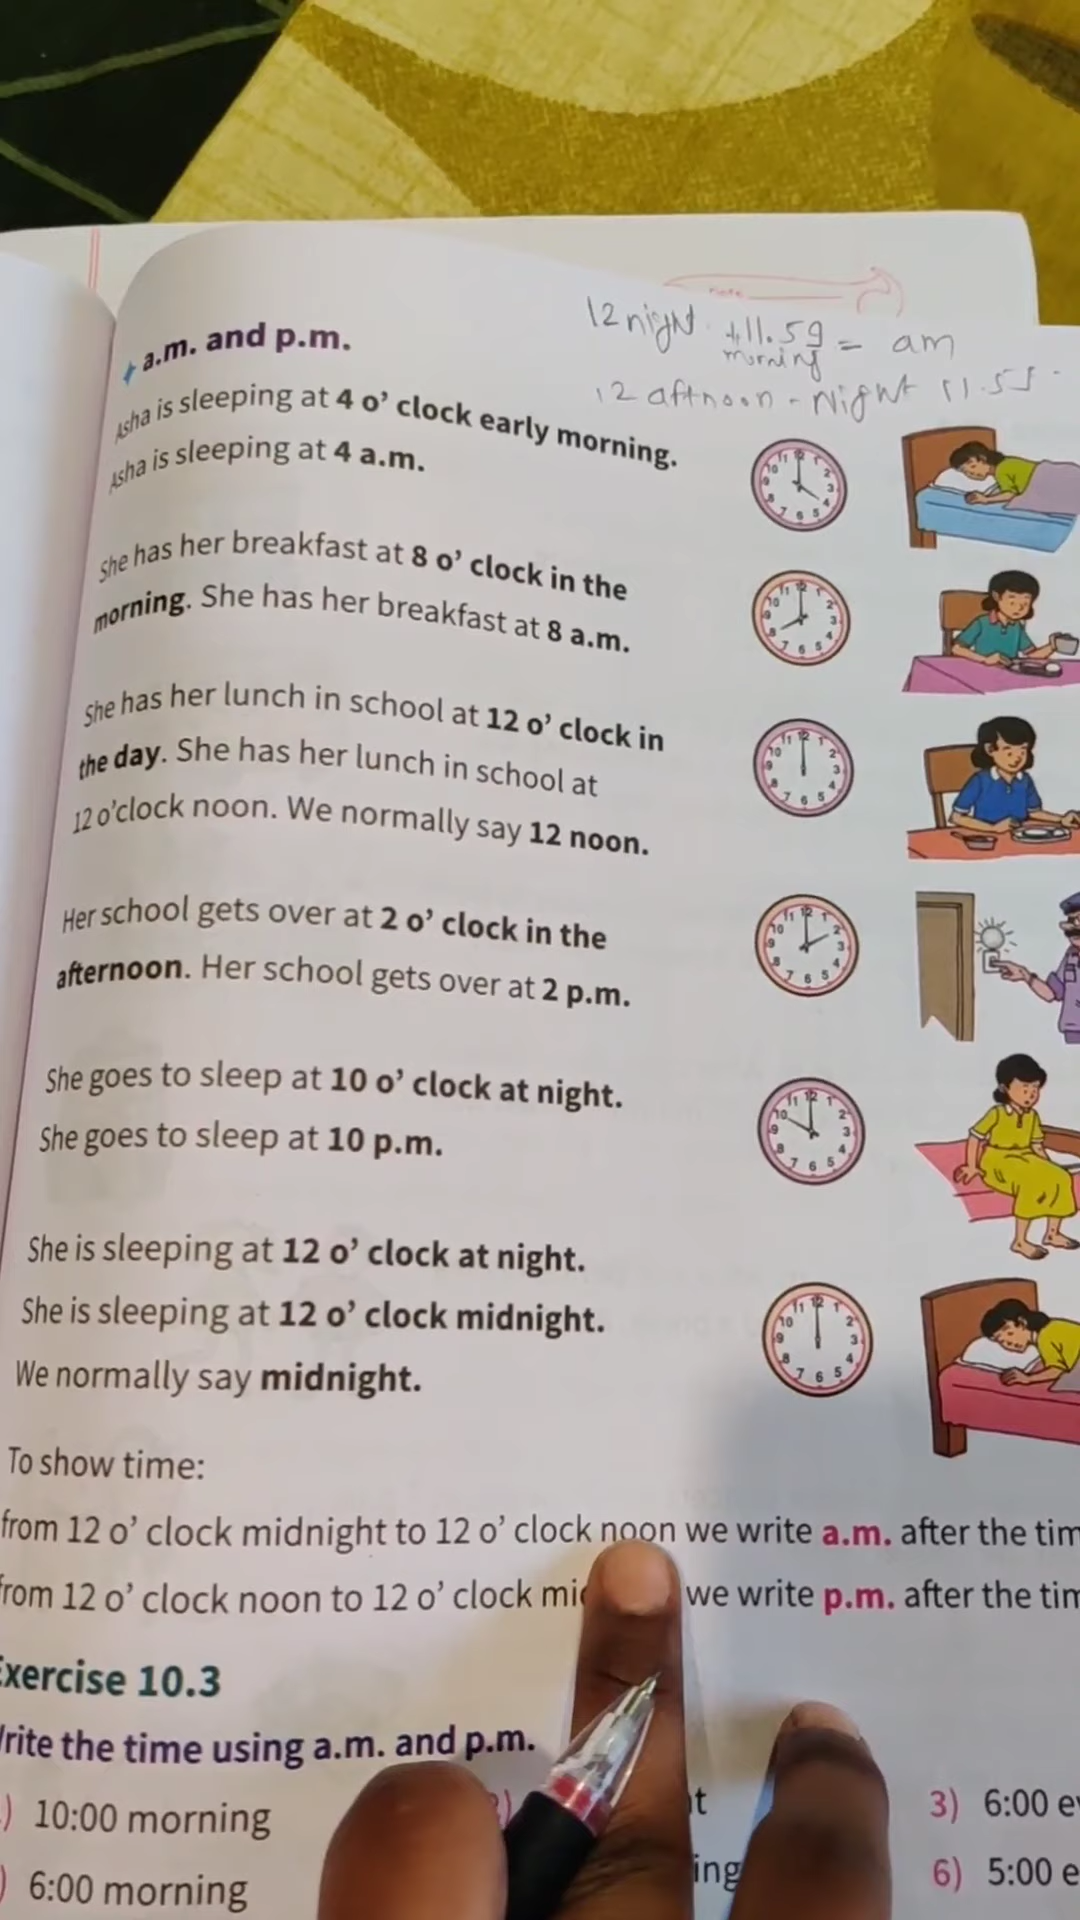 12 night + 11.59 = am
morning
12 aftnoon - Night 11.55
a.m. and p.m.
Asha is sleeping at 4 o' clock early morning.
Asha is sleeping at 4 a.m.
She has her breakfast at 8 o' clock in the
morning. She has her breakfast at 8 a.m.
She has her lunch in school at 12 o' clock in
the day. She has her lunch in school at
12 o'clock noon. We normally say 12 noon.
Her school gets over at 2 o' clock in the
afternoon. Her school gets over at 2 p.m.
She goes to sleep at 10 o' clock at night.
She goes to sleep at 10 p.m.
She is sleeping at 12 o' clock at night.
She is sleeping at 12 o' clock midnight.
We normally say midnight.
To show time:
from 12 o' clock midnight to 12 o' clock noon we write a.m. after the tim
from 12 o' clock noon to 12 o' clock mi we write p.m. after the tim
Exercise 10.3
rite the time using a.m. and p.m.
) 10:00 morning t 3) 6:00 e
) 6:00 morning ing 6) 5:00 e